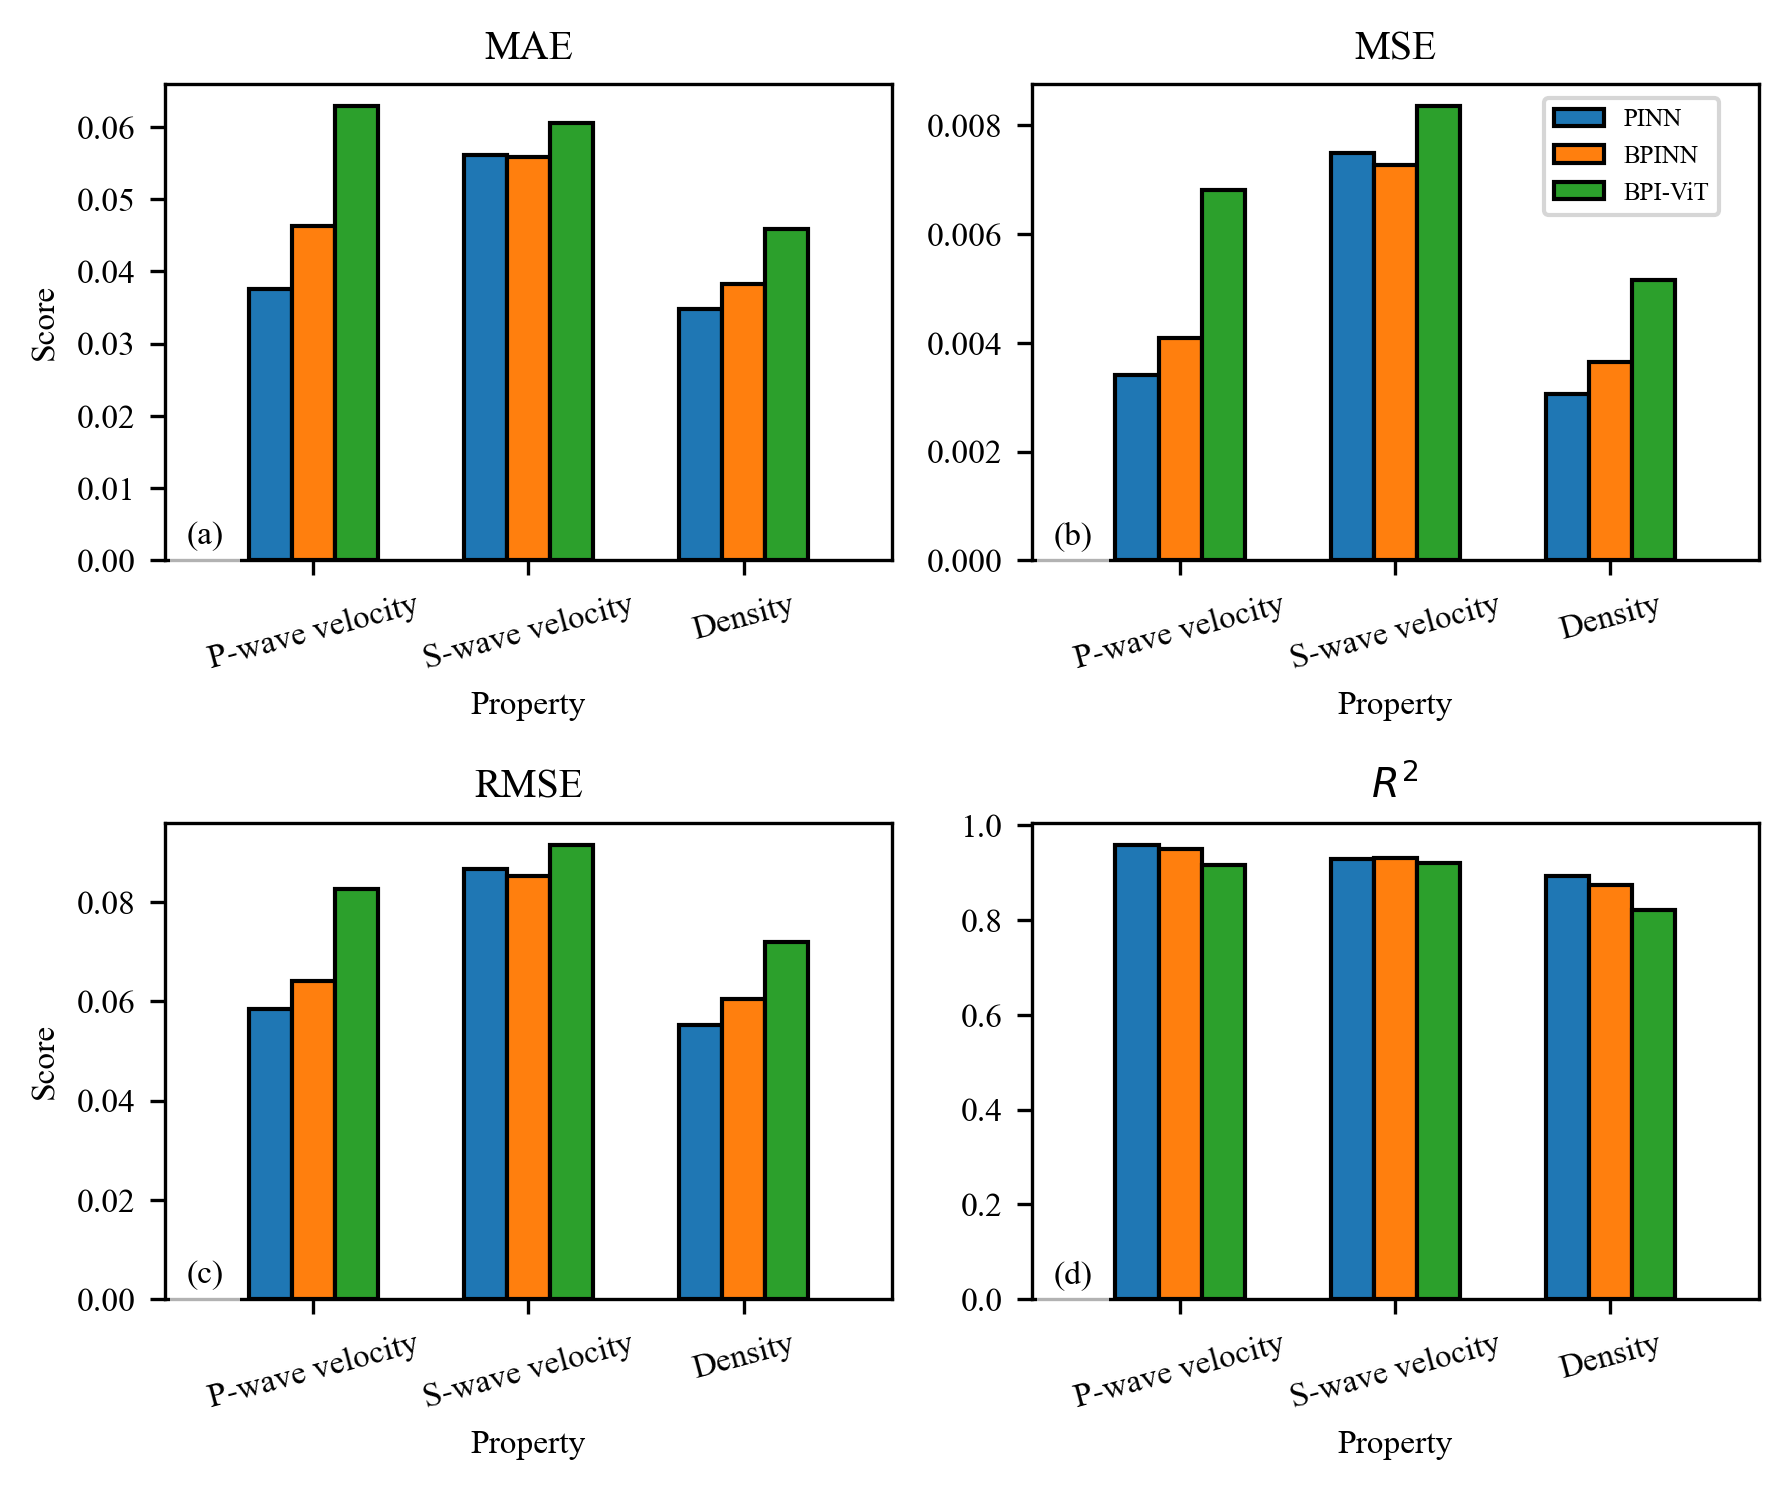 MAE
0.06
0.05
0.04
0.03
0.02
0.01
0.00
Score
(a)
P-wave velocity
S-wave velocity
Density
Property
MSE
0.008
0.006
0.004
0.002
0.000
PINN
BPINN
BPI-ViT
(b)
P-wave velocity
S-wave velocity
Density
Property
RMSE
0.08
0.06
0.04
0.02
0.00
Score
(c)
P-wave velocity
S-wave velocity
Density
Property
R²
1.0
0.8
0.6
0.4
0.2
0.0
(d)
P-wave velocity
S-wave velocity
Density
Property